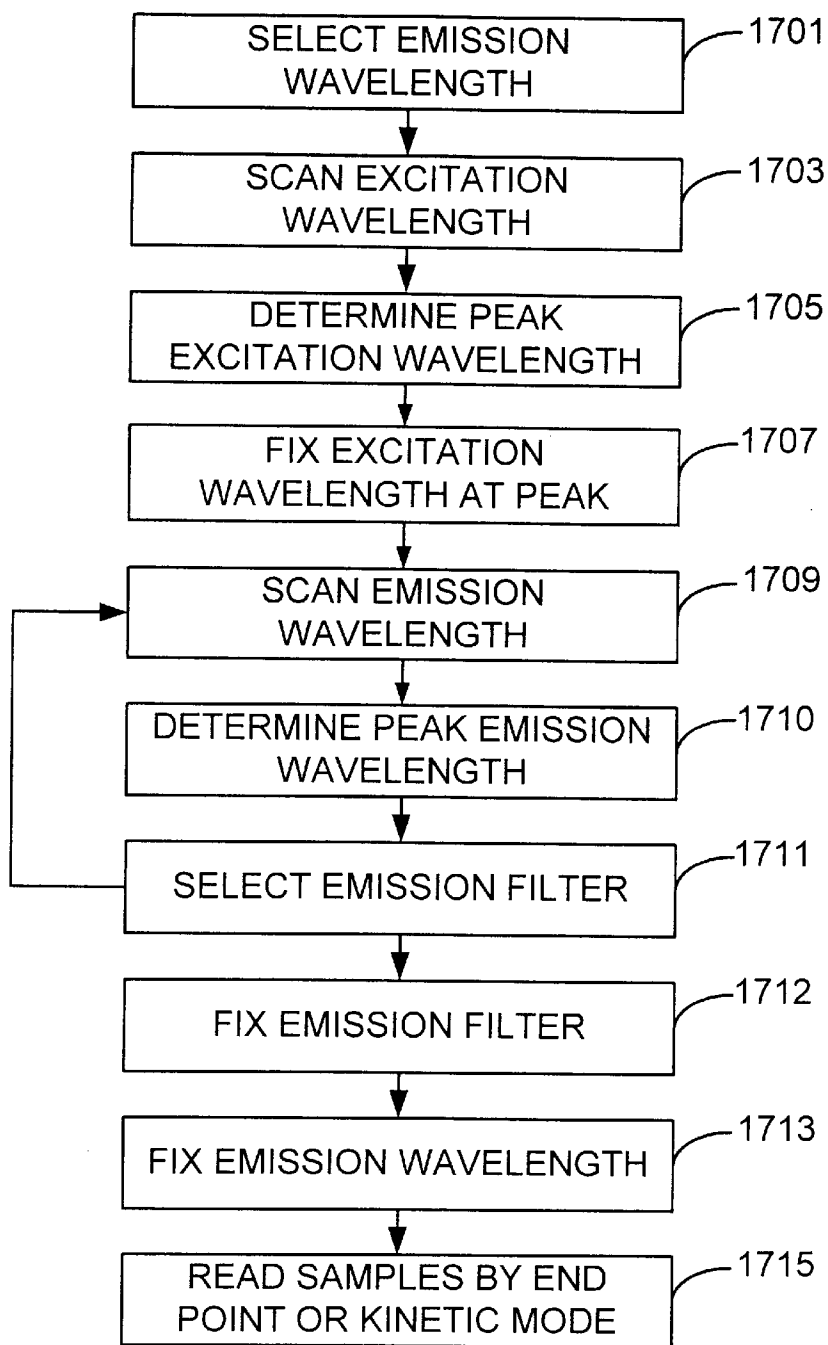 SELECT EMISSION
WAVELENGTH
1701
SCAN EXCITATION
WAVELENGTH
1703
DETERMINE PEAK
EXCITATION WAVELENGTH
1705
FIX EXCITATION
WAVELENGTH AT PEAK
1707
SCAN EMISSION
WAVELENGTH
1709
DETERMINE PEAK EMISSION
WAVELENGTH
1710
SELECT EMISSION FILTER
1711
FIX EMISSION FILTER
1712
FIX EMISSION WAVELENGTH
1713
READ SAMPLES BY END
POINT OR KINETIC MODE
1715